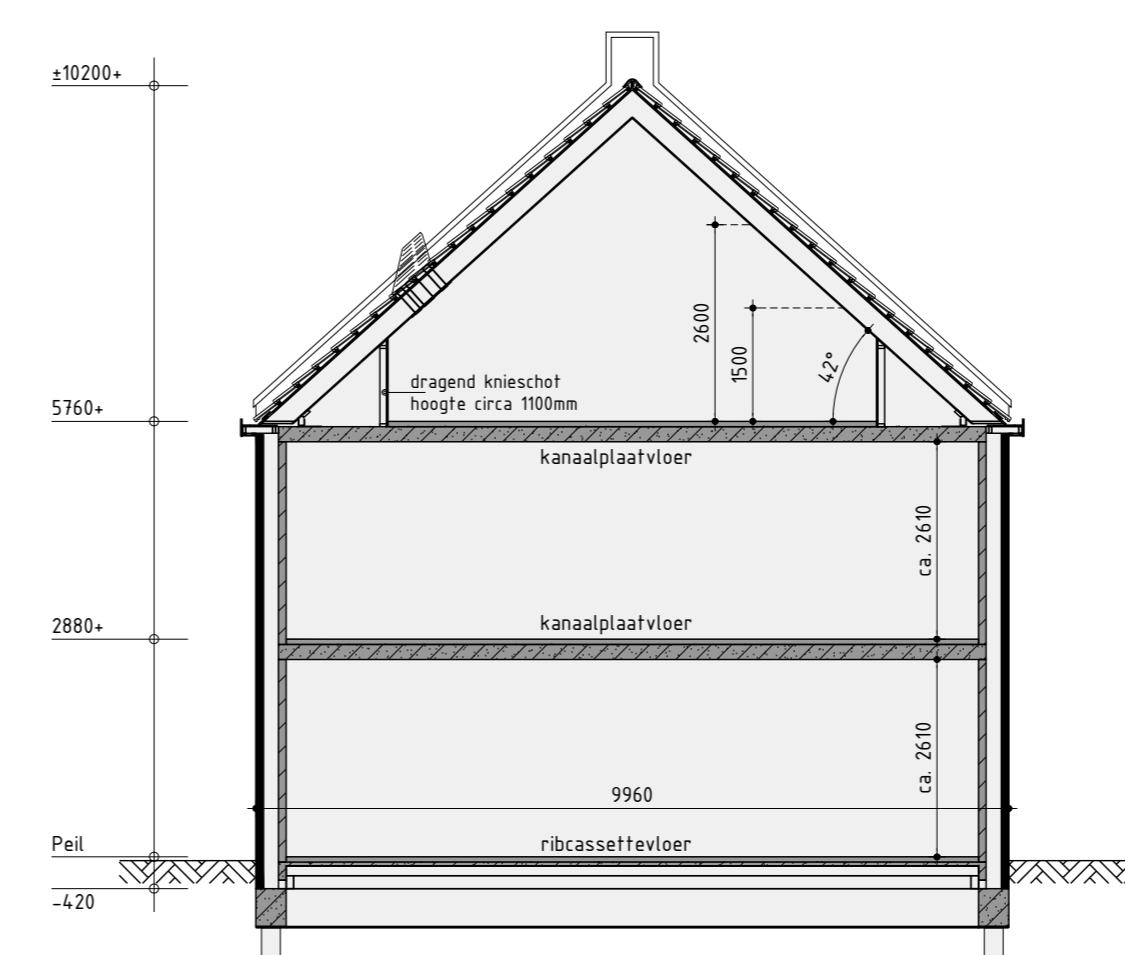 ±10200+
2600
1500
42°
dragend knieschot
hoogte circa 1100mm
5760+
kanaalplaatvloer
ca. 2610
2880+
kanaalplaatvloer
ca. 2610
9960
Peil
ribcassettevloer
-420